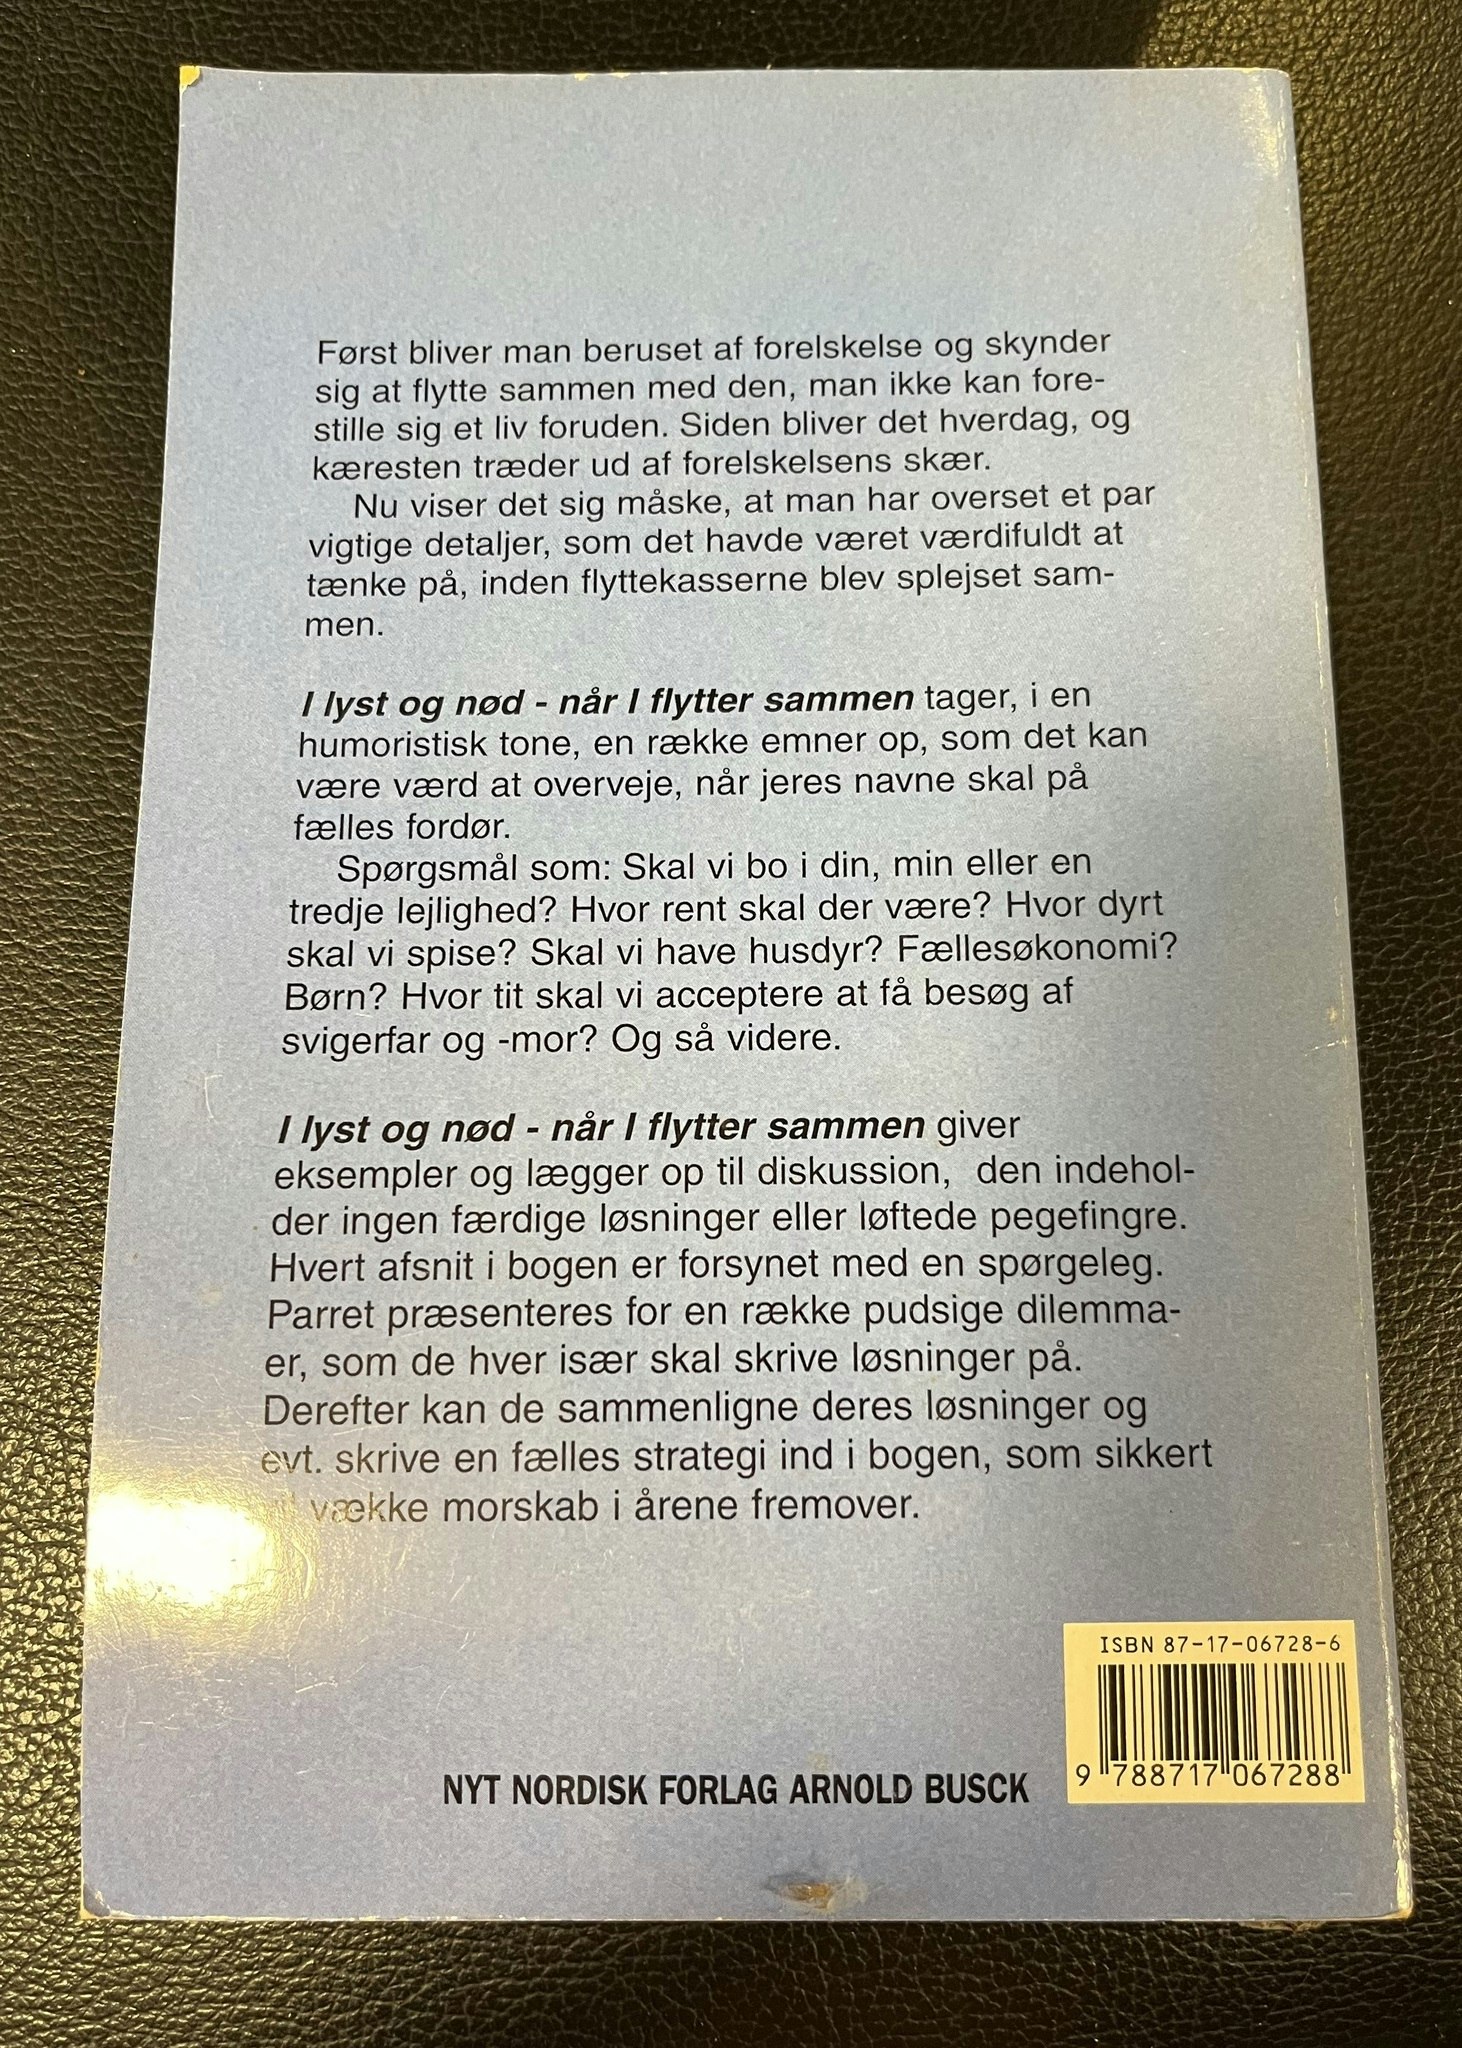 Først bliver man beruset af forelskelse og skynder
sig at flytte sammen med den, man ikke kan fore-
stille sig et liv foruden. Siden bliver det hverdag, og
kæresten træder ud af forelskelsens skær.
Nu viser det sig måske, at man har overset et par
vigtige detaljer, som det havde været værdifuldt at
tænke på, inden flyttekasserne blev splejset sam-
men.
I lyst og nød - når I flytter sammen tager, i en
humoristisk tone, en række emner op, som det kan
være værd at overveje, når jeres navne skal på
fælles fordør.
Spørgsmål som: Skal vi bo i din, min eller en
tredje lejlighed? Hvor rent skal der være? Hvor dyrt
skal vi spise? Skal vi have husdyr? Fællesøkonomi?
Børn? Hvor tit skal vi acceptere at få besøg af
svigerfar og -mor? Og så videre.
I lyst og nød - når I flytter sammen giver
eksempler og lægger op til diskussion, den indehol-
der ingen færdige løsninger eller løftede pegefingre.
Hvert afsnit i bogen er forsynet med en spørgeleg.
Parret præsenteres for en række pudsige dilemma-
er, som de hver især skal skrive løsninger på.
Derefter kan de sammenligne deres løsninger og
evt. skrive en fælles strategi ind i bogen, som sikkert
vil vække morskab i årene fremover.
ISBN 87-17-06728-6
9 788717 067288
NYT NORDISK FORLAG ARNOLD BUSCK